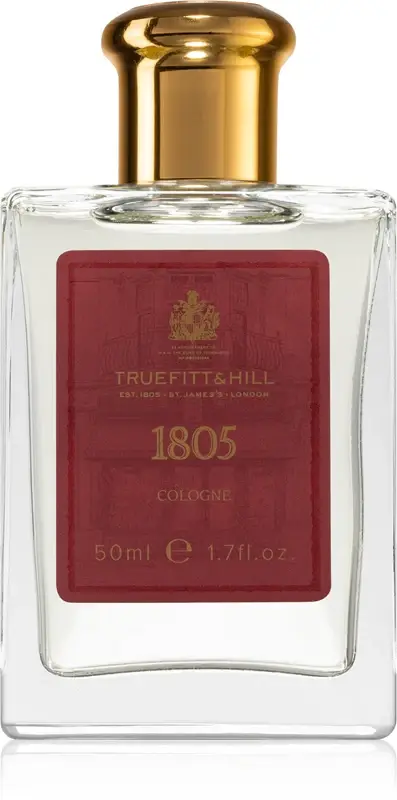 TRUEFITT&HILL
EST. 1805 · ST. JAMES'S · LONDON
1805
COLOGNE
50ml e 1.7fl.oz.